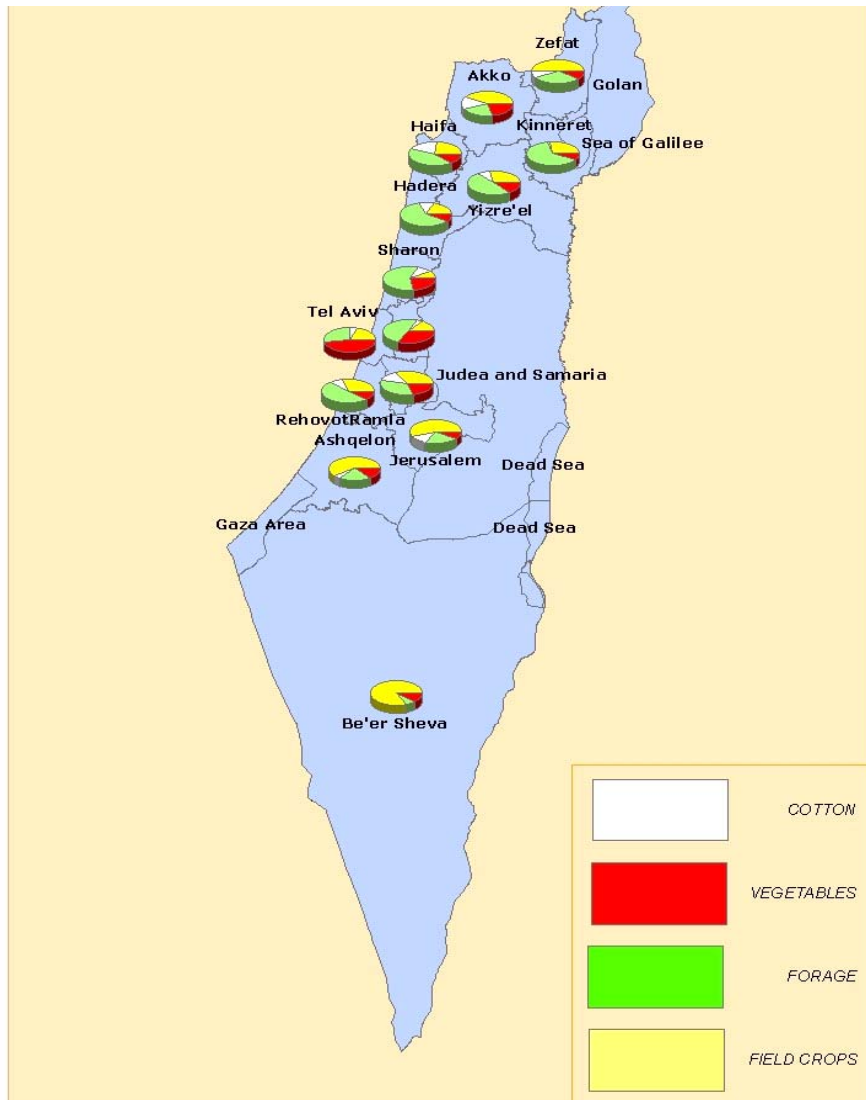 Zefat
Akko
Golan
Haifa
Kinneret
Sea of Galilee
Hadera
Yizre'el
Sharon
Tel Aviv
Judea and Samaria
RehovotRamla
Ashqelon
Jerusalem
Dead Sea
Gaza Area
Dead Sea
Be'er Sheva
COTTON
VEGETABLES
FORAGE
FIELD CROPS